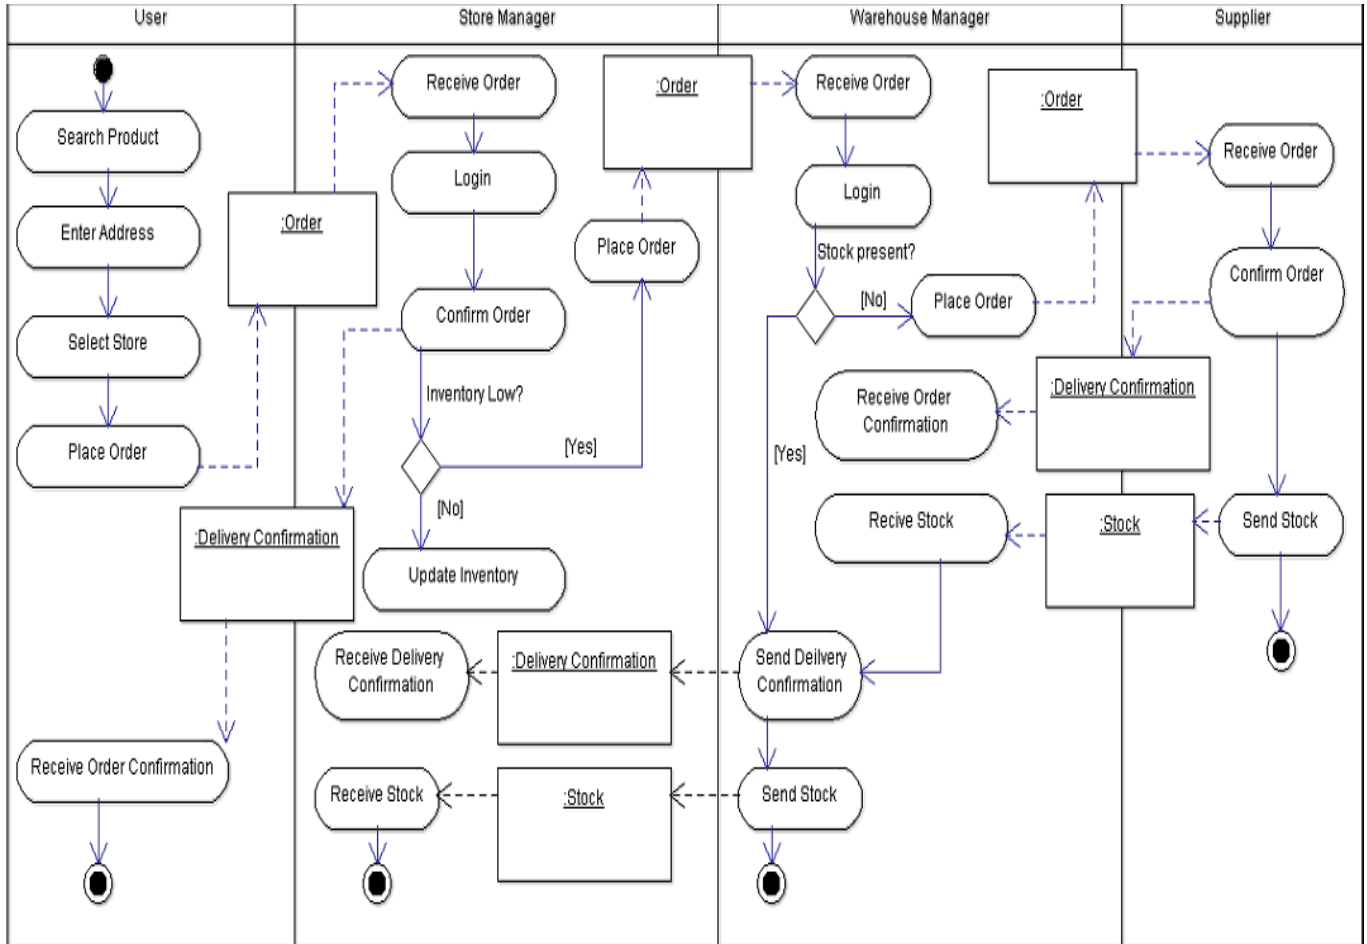 User
Store Manager
Warehouse Manager
Supplier
Search Product
Enter Address
Select Store
Place Order
:Order
:Delivery Confirmation
Receive Order Confirmation
Receive Order
Login
Confirm Order
Inventory Low?
[Yes]
[No]
Update Inventory
Place Order
:Order
Receive Delivery
Confirmation
:Delivery Confirmation
Receive Stock
:Stock
Receive Order
Login
Stock present?
[No]
Place Order
[Yes]
:Order
Receive Order
Confirmation
:Delivery Confirmation
Recive Stock
:Stock
Send Deilvery
Confirmation
Send Stock
Receive Order
Confirm Order
Send Stock